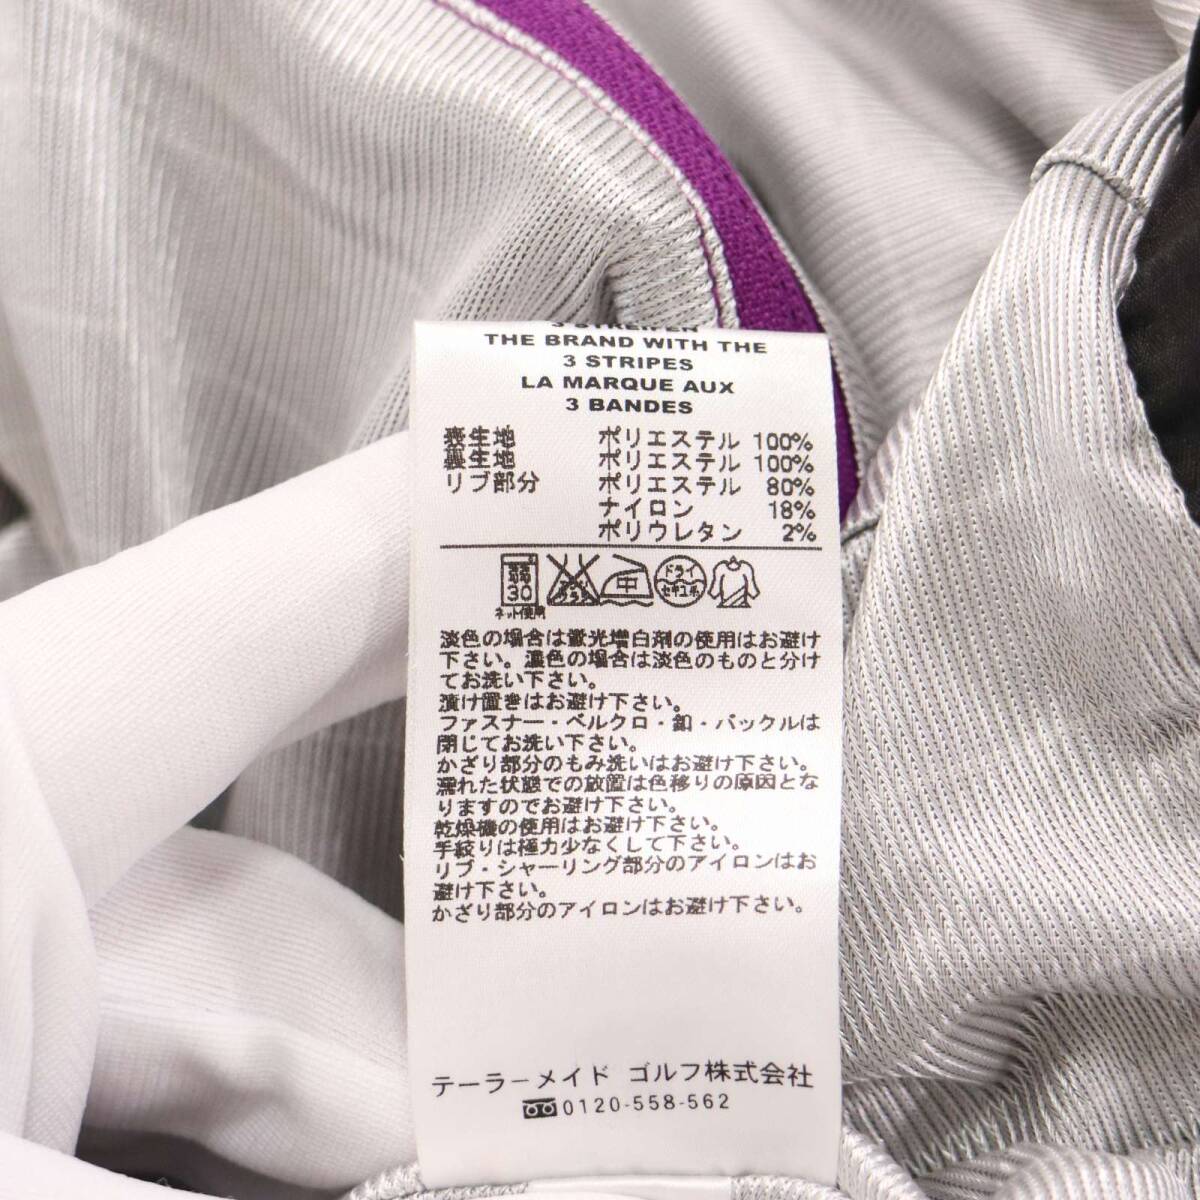 3 STREIFEN
THE BRAND WITH THE
3 STRIPES
LA MARQUE AUX
3 BANDES
表生地 ポリエステル 100%
裏生地 ポリエステル 100%
リブ部分 ポリエステル 80%
ナイロン 18%
ポリウレタン 2%
弱 30 エンソ サラシ 中 ドライ セキユ系
ネット使用
淡色の場合は蛍光増白剤の使用はお避け
下さい。濃色の場合は淡色のものと分け
てお洗い下さい。
漬け置きはお避け下さい。
ファスナー・ベルクロ・釦・バックルは
閉じてお洗い下さい。
かざり部分のもみ洗いはお避け下さい。
濡れた状態での放置は色移りの原因とな
りますのでお避け下さい。
乾燥機の使用はお避け下さい。
手絞りは極力少なくして下さい。
リブ・シャーリング部分のアイロンはお
避け下さい。
かざり部分のアイロンはお避け下さい。
テーラーメイド ゴルフ株式会社
0120-558-562